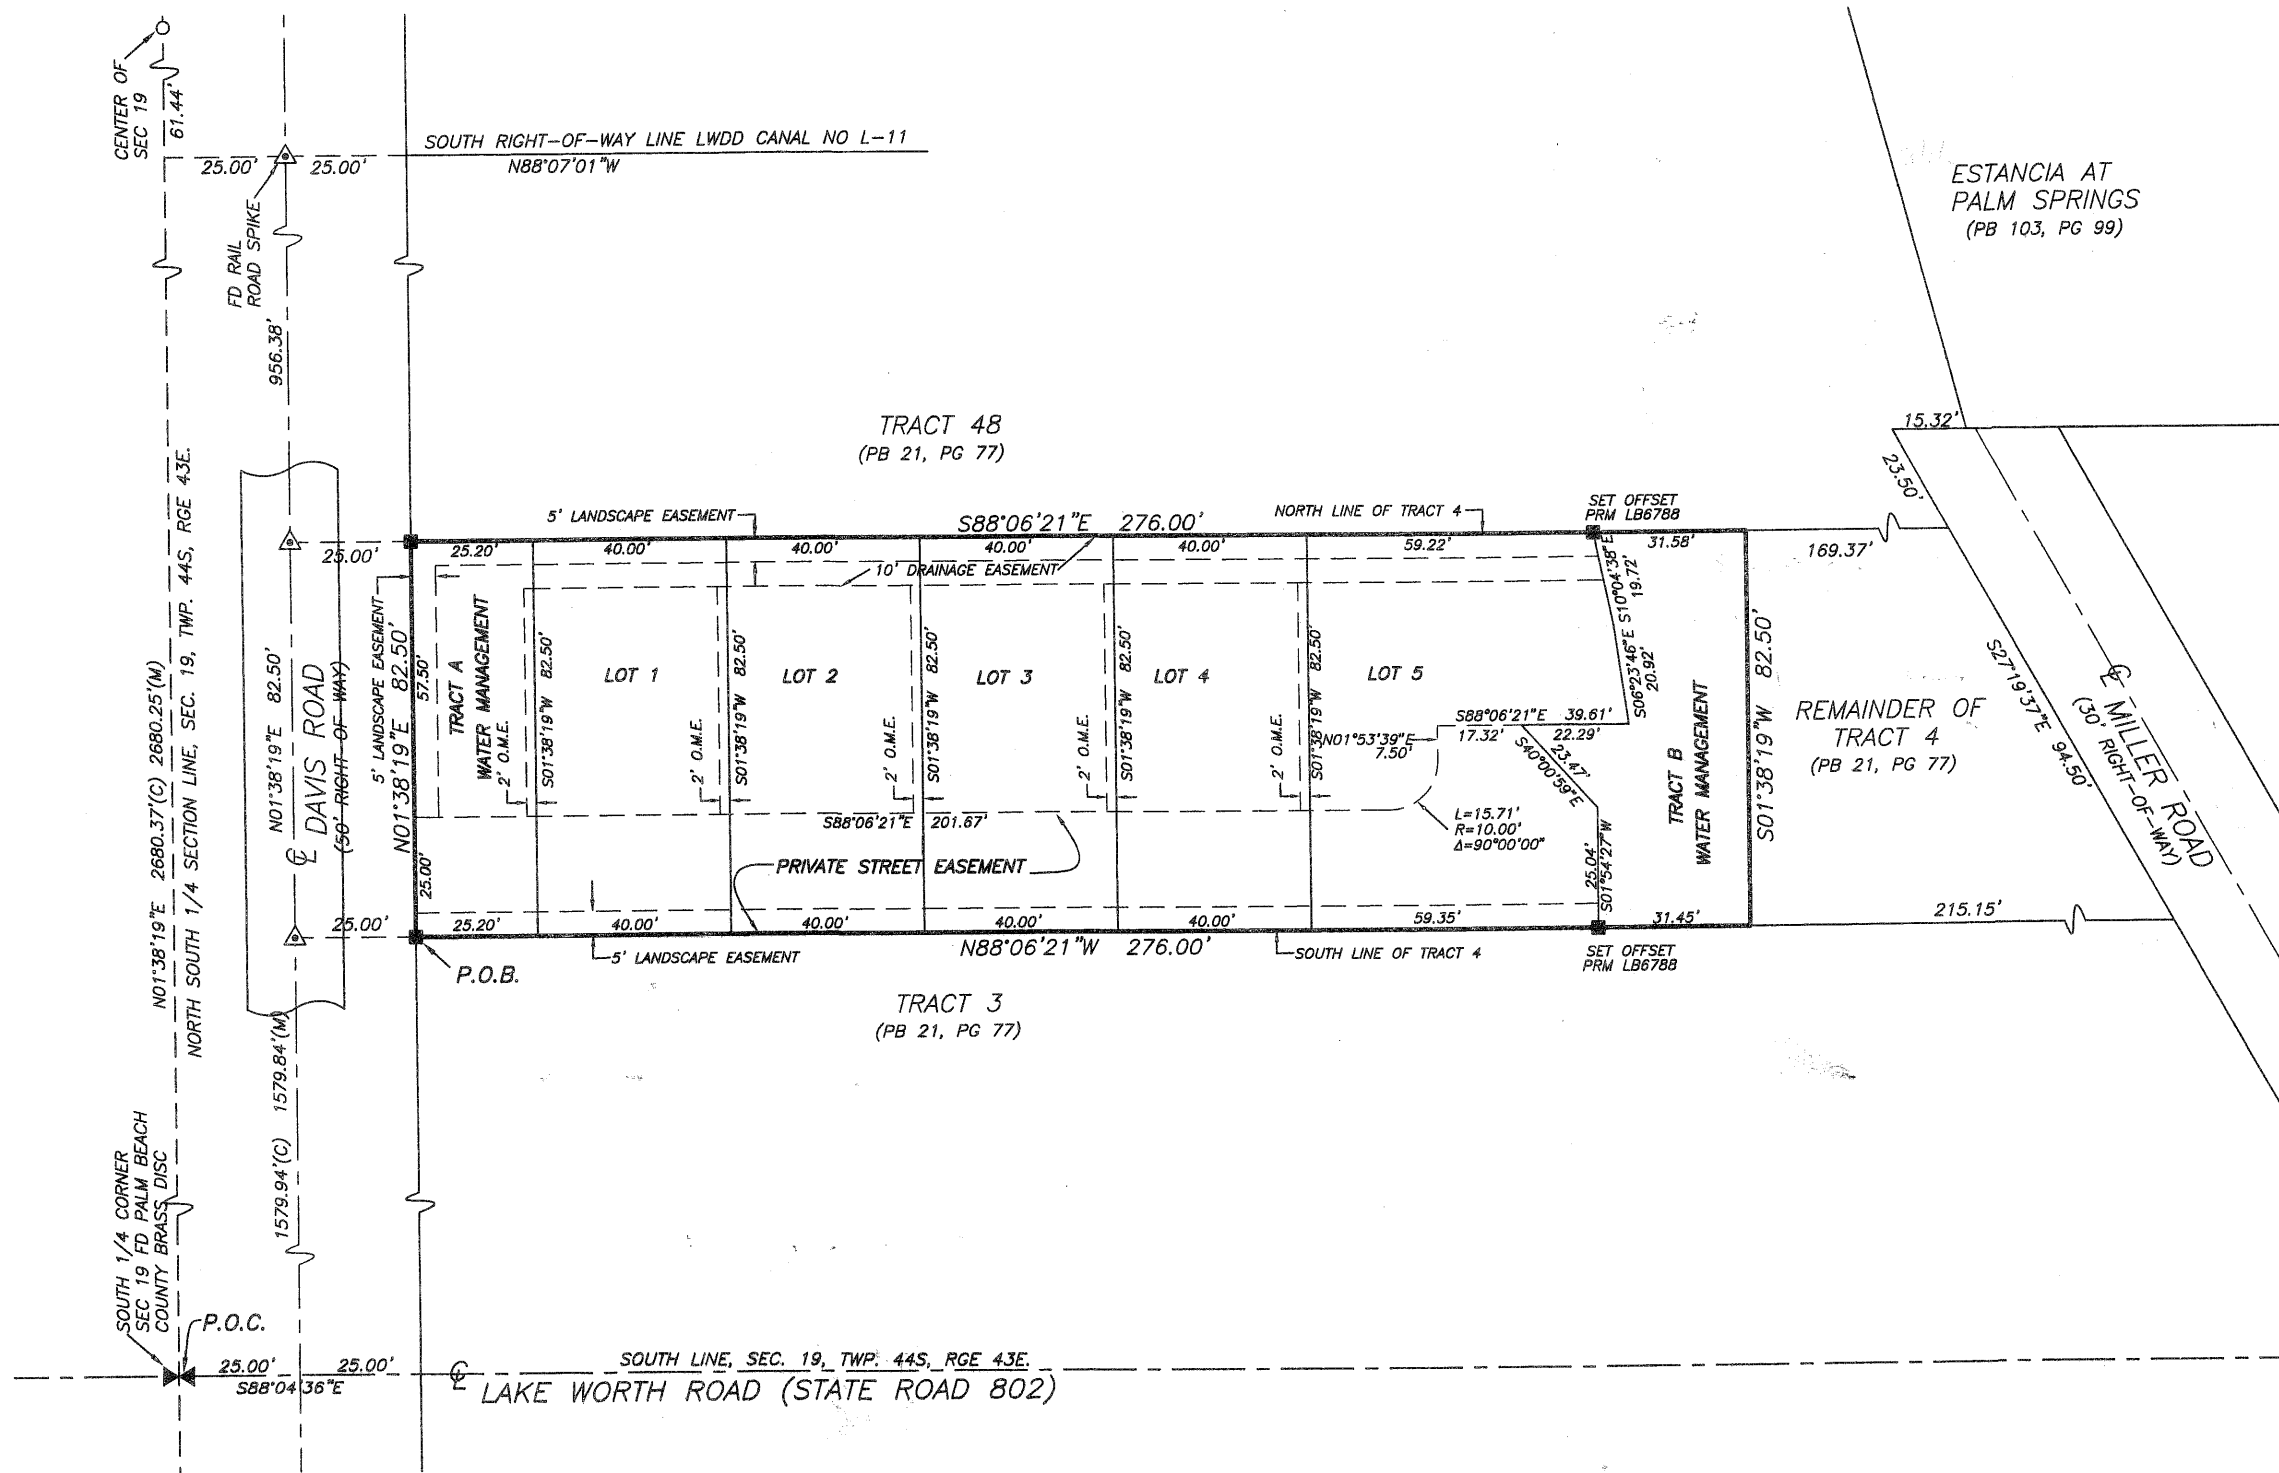 CENTER OF
SEC 19
61.44'
SOUTH RIGHT-OF-WAY LINE LWDD CANAL NO L-11
25.00'
25.00'
N88°07'01"W
FD RAIL
ROAD SPIKE
956.38'
ESTANCIA AT
PALM SPRINGS
(PB 103, PG 99)
TRACT 48
(PB 21, PG 77)
15.32'
23.50'
5' LANDSCAPE EASEMENT
S88°06'21"E 276.00'
NORTH LINE OF TRACT 4
SET OFFSET
PRM LB6788
25.00'
25.20'
40.00'
40.00'
40.00'
40.00'
59.22'
31.58'
169.37'
10' DRAINAGE EASEMENT
N01°38'19"E 2680.37'(C) 2680.25'(M)
NORTH SOUTH 1/4 SECTION LINE, SEC. 19, TWP. 44S, RGE 43E.
N01°38'19"E 82.50'
℄ DAVIS ROAD
(50' RIGHT-OF-WAY)
5' LANDSCAPE EASEMENT
N01°38'19"E 82.50'
57.50'
25.00'
TRACT A
WATER MANAGEMENT
2' O.M.E.
S01°38'19"W 82.50'
LOT 1
2' O.M.E.
S01°38'19"W 82.50'
LOT 2
2' O.M.E.
S01°38'19"W 82.50'
LOT 3
2' O.M.E.
S01°38'19"W 82.50'
LOT 4
2' O.M.E.
S01°38'19"W 82.50'
LOT 5
S10°04'38"E
19.72'
S06°23'46"E
20.92'
S88°06'21"E 39.61'
17.32'
22.29'
N01°53'39"E
7.50'
23.47'
S40°00'59"E
L=15.71'
R=10.00'
Δ=90°00'00"
25.04'
S01°54'27"W
TRACT B
WATER MANAGEMENT
S01°38'19"W 82.50'
REMAINDER OF
TRACT 4
(PB 21, PG 77)
S27°19'37"E 94.50'
℄ MILLER ROAD
(30' RIGHT-OF-WAY)
S88°06'21"E 201.67'
PRIVATE STREET EASEMENT
25.00'
25.20'
40.00'
40.00'
40.00'
40.00'
59.35'
31.45'
215.15'
N88°06'21"W 276.00'
5' LANDSCAPE EASEMENT
SOUTH LINE OF TRACT 4
SET OFFSET
PRM LB6788
P.O.B.
TRACT 3
(PB 21, PG 77)
1579.94'(C) 1579.84'(M)
SOUTH 1/4 CORNER
SEC 19 FD PALM BEACH
COUNTY BRASS DISC
P.O.C.
25.00'
25.00'
S88°04'36"E
SOUTH LINE, SEC. 19, TWP. 44S, RGE 43E.
℄ LAKE WORTH ROAD (STATE ROAD 802)